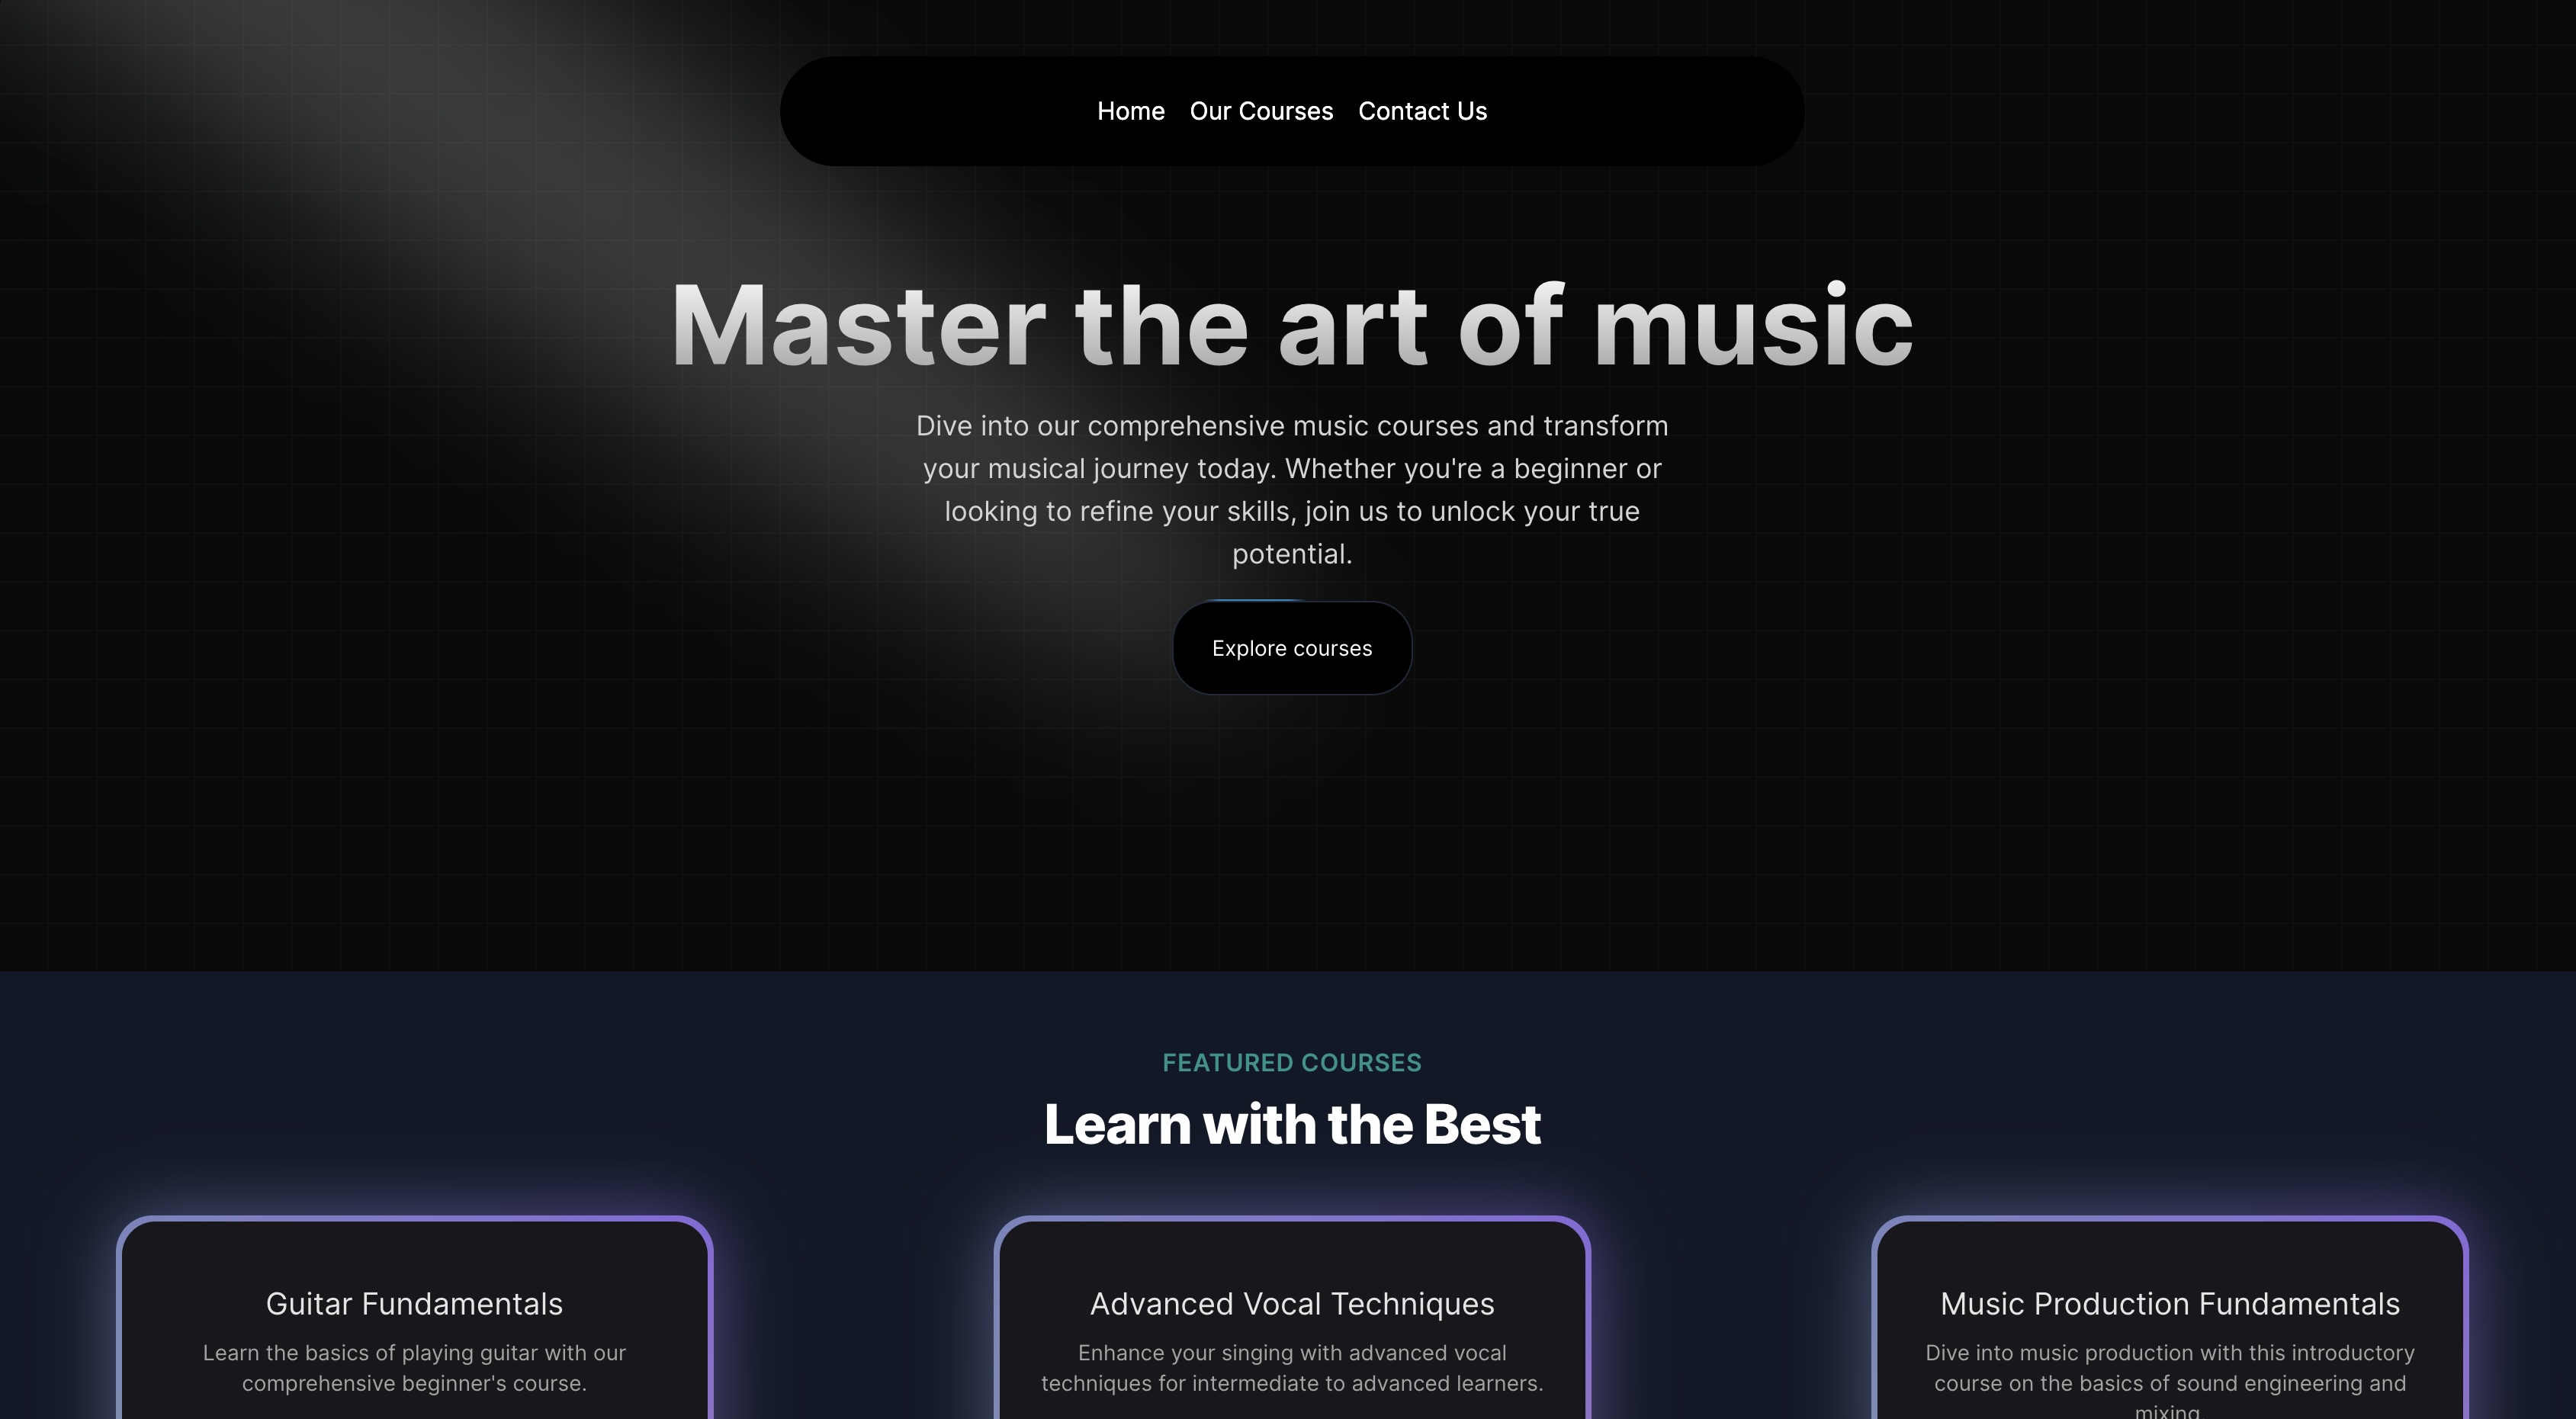 Home Our Courses Contact Us
Master the art of music
Dive into our comprehensive music courses and transform
your musical journey today. Whether you're a beginner or
looking to refine your skills, join us to unlock your true
potential.
Explore courses
FEATURED COURSES
Learn with the Best
Guitar Fundamentals
Learn the basics of playing guitar with our
comprehensive beginner's course.
Advanced Vocal Techniques
Enhance your singing with advanced vocal
techniques for intermediate to advanced learners.
Music Production Fundamentals
Dive into music production with this introductory
course on the basics of sound engineering and
mixing